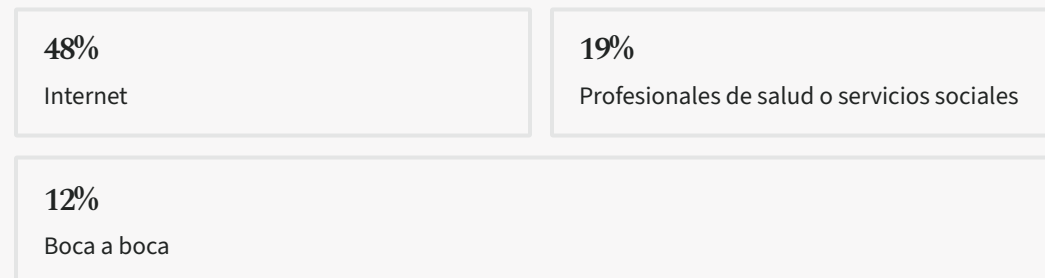 48%
Internet
19%
Profesionales de salud o servicios sociales
12%
Boca a boca